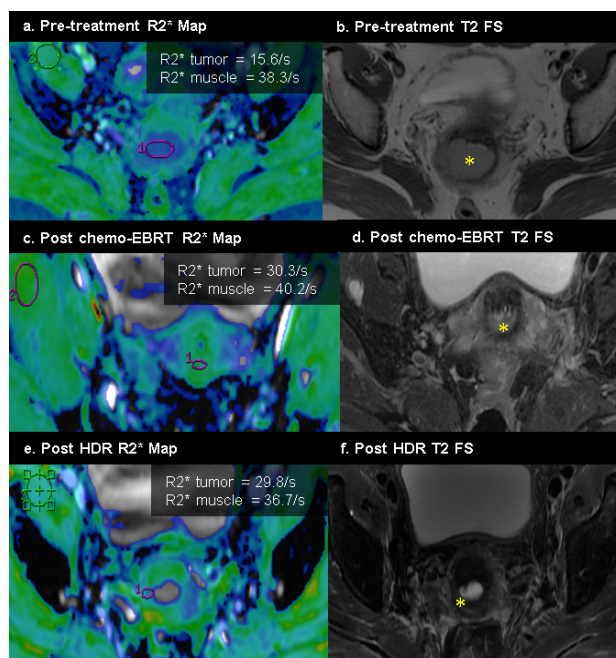 a. Pre-treatment R2* Map
b. Pre-treatment T2 FS
2
R2* tumor = 15.6/s
R2* muscle = 38.3/s
1
*
c. Post chemo-EBRT R2* Map
d. Post chemo-EBRT T2 FS
R2* tumor = 30.3/s
R2* muscle = 40.2/s
2
1
*
e. Post HDR R2* Map
f. Post HDR T2 FS
R2* tumor = 29.8/s
R2* muscle = 36.7/s
1
*